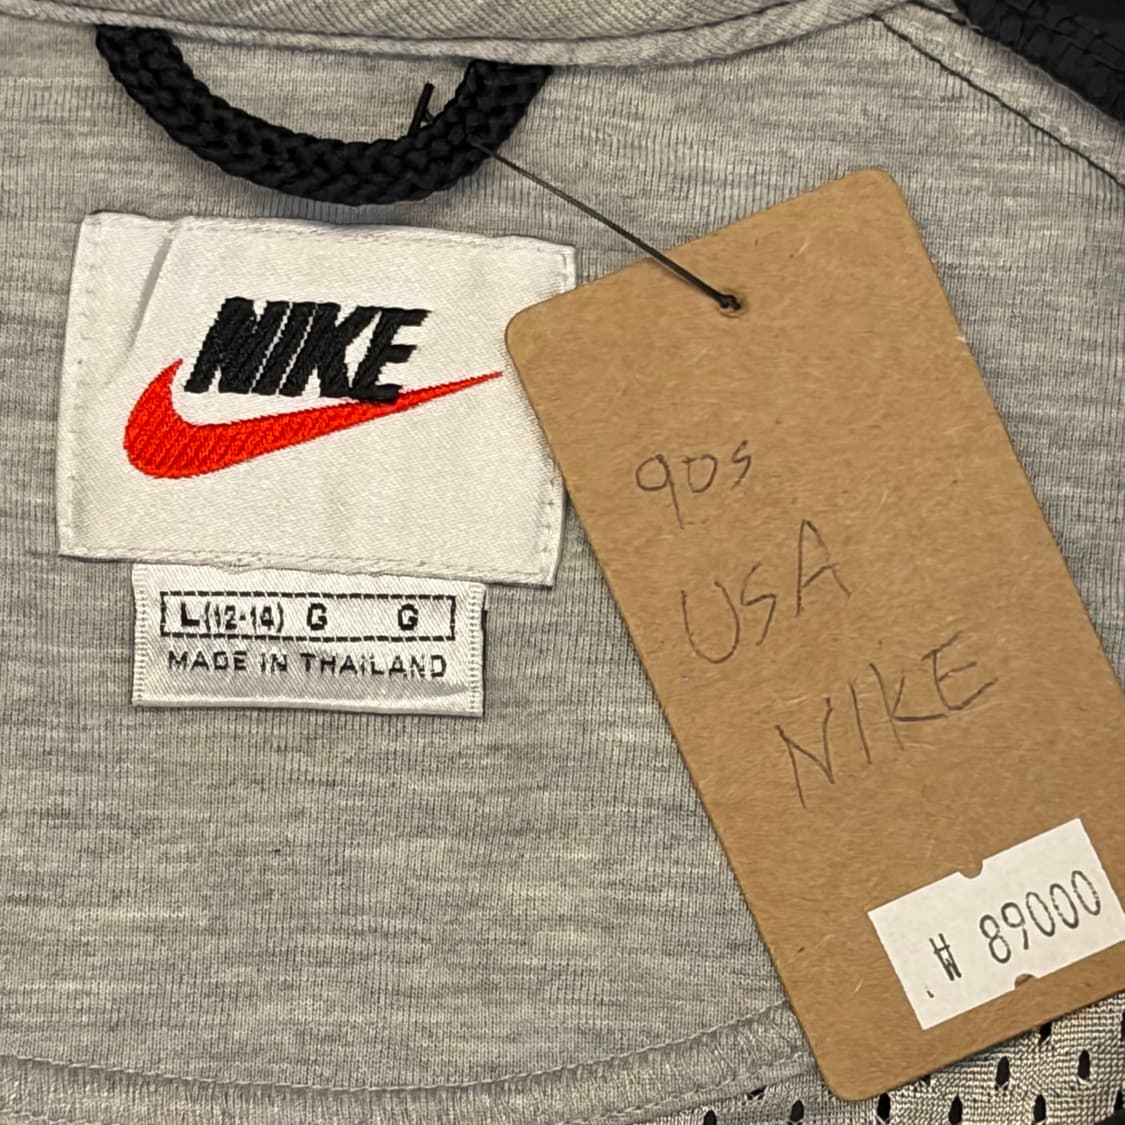 NIKE
L(12-14) G G
MADE IN THAILAND
90s
USA
NIKE
₩ 89000